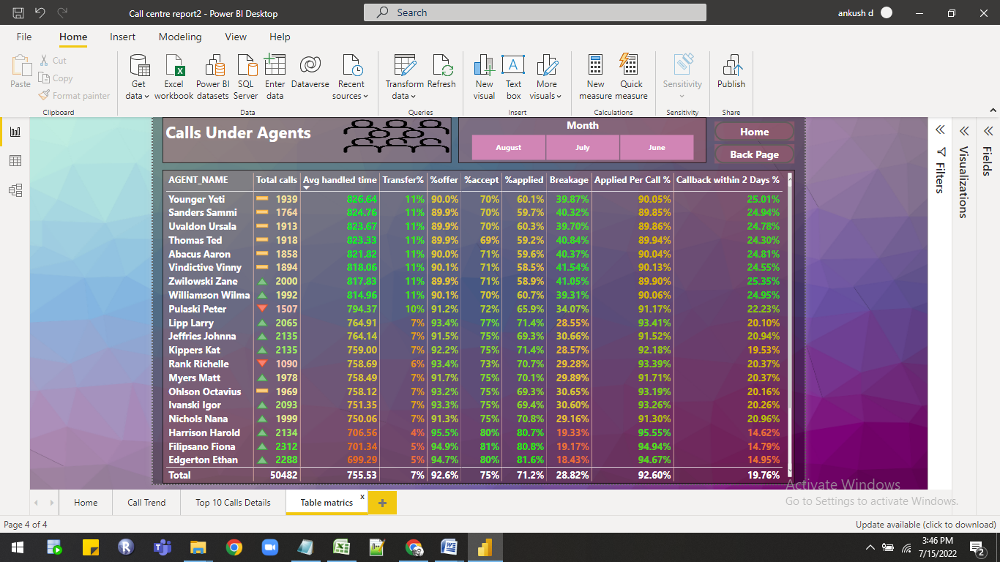 Call centre report2 - Power BI Desktop
Search
ankush d
File Home Insert Modeling View Help
Paste
Cut
Copy
Format painter
Clipboard
Get data
Excel workbook
Power BI datasets
SQL Server
Enter data
Dataverse
Recent sources
Data
Transform data
Refresh
Queries
New visual
Text box
More visuals
Insert
New measure
Quick measure
Calculations
Sensitivity
Sensitivity
Publish
Share
Calls Under Agents
Month
August July June
Home
Back Page
Filters
Visualizations
Fields
AGENT_NAME Total calls Avg handled time Transfer% %offer %accept %applied Breakage Applied Per Call % Callback within 2 Days %
Younger Yeti 1939 826.64 11% 90.0% 70% 60.1% 39.87% 90.05% 25.01%
Sanders Sammi 1764 824.76 11% 89.9% 70% 59.7% 40.32% 89.85% 24.94%
Uvaldon Ursala 1913 823.67 11% 89.9% 70% 60.3% 39.70% 89.86% 24.78%
Thomas Ted 1918 823.33 11% 89.9% 69% 59.2% 40.84% 89.94% 24.30%
Abacus Aaron 1858 821.82 11% 90.0% 71% 59.6% 40.37% 90.04% 24.81%
Vindictive Vinny 1894 818.06 11% 90.1% 71% 58.5% 41.54% 90.13% 24.55%
Zwilowski Zane 2000 817.83 11% 89.9% 71% 58.9% 41.05% 89.90% 25.35%
Williamson Wilma 1992 814.96 11% 90.1% 70% 60.7% 39.31% 90.06% 24.95%
Pulaski Peter 1507 794.37 10% 91.2% 72% 65.9% 34.07% 91.17% 22.23%
Lipp Larry 2065 764.91 7% 93.4% 77% 71.4% 28.55% 93.41% 20.10%
Jeffries Johnna 2135 764.14 7% 91.5% 75% 69.3% 30.66% 91.52% 20.94%
Kippers Kat 2135 759.00 7% 92.2% 75% 71.4% 28.57% 92.18% 19.53%
Rank Richelle 1090 758.69 6% 93.4% 73% 70.7% 29.28% 93.39% 20.37%
Myers Matt 1978 758.49 7% 91.7% 75% 70.1% 29.89% 91.71% 20.37%
Ohlson Octavius 1969 758.12 7% 93.2% 75% 69.3% 30.65% 93.19% 20.16%
Ivanski Igor 2093 751.35 7% 93.3% 75% 69.4% 30.60% 93.26% 20.26%
Nichols Nana 1999 750.06 7% 91.3% 75% 70.8% 29.16% 91.30% 20.96%
Harrison Harold 2134 706.56 4% 95.5% 80% 80.7% 19.33% 95.55% 14.62%
Filipsano Fiona 2312 701.34 5% 94.9% 81% 80.8% 19.17% 94.94% 14.79%
Edgerton Ethan 2288 699.29 5% 94.7% 80% 81.6% 18.43% 94.67% 14.95%
Total 50482 755.53 7% 92.6% 75% 71.2% 28.82% 92.60% 19.76%
Activate Windows
Go to Settings to activate Windows.
Home Call Trend Top 10 Calls Details Table matrics x
Page 4 of 4
Update available (click to download)
3:46 PM
7/15/2022
2